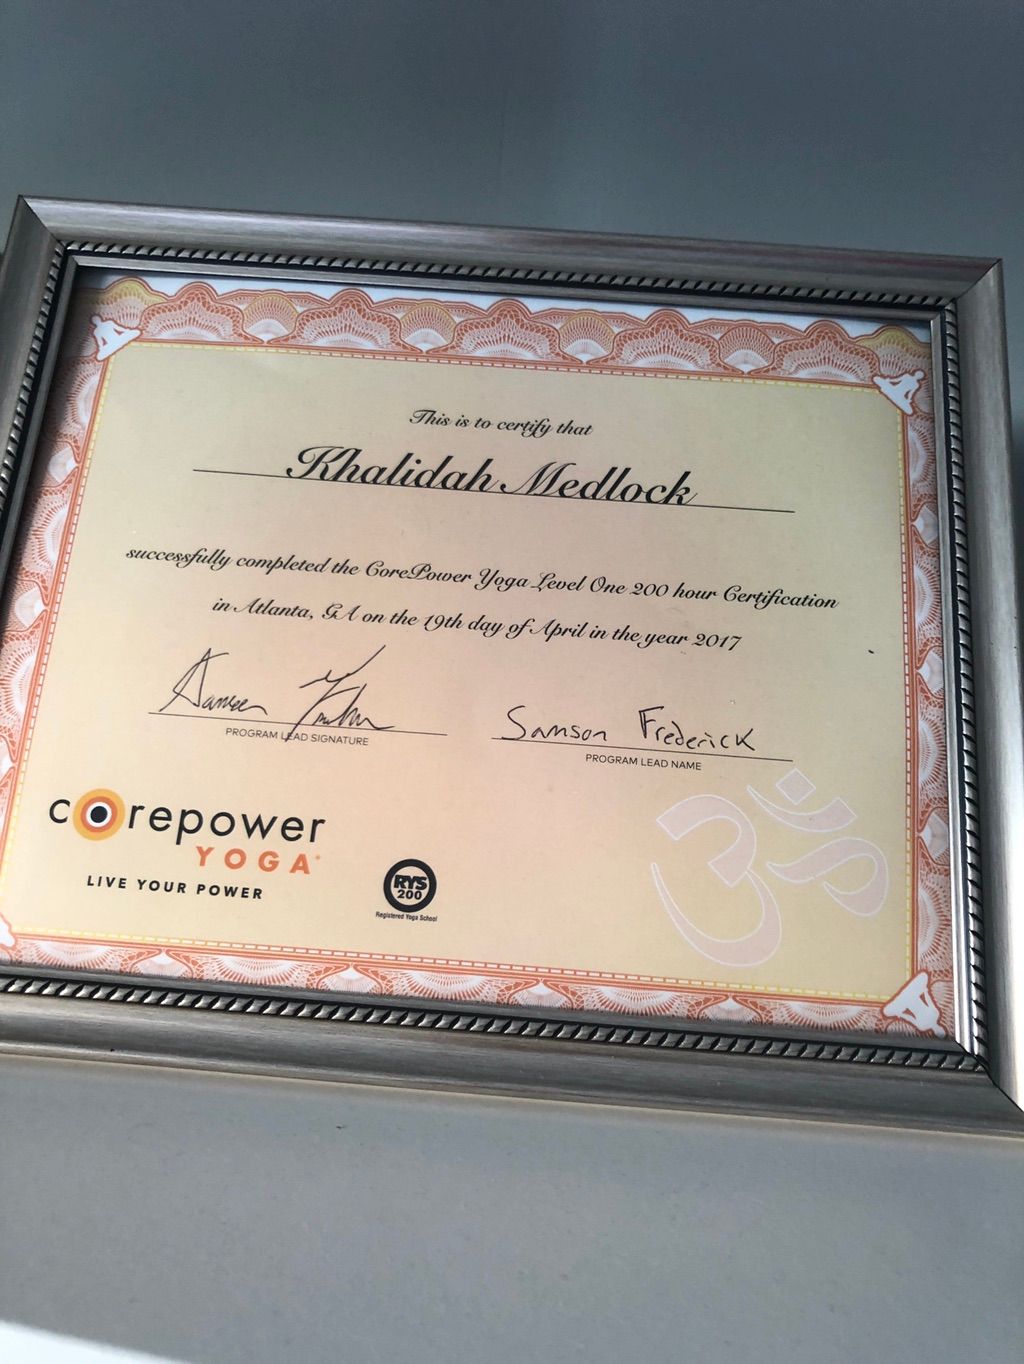 This is to certify that
Khalidah Medlock
successfully completed the CorePower Yoga Level One 200 hour Certification
in Atlanta, GA on the 19th day of April in the year 2017
Samson Frederick
PROGRAM LEAD SIGNATURE
PROGRAM LEAD NAME
corepower
YOGA
LIVE YOUR POWER
RYS
200
Registered Yoga School
ॐ